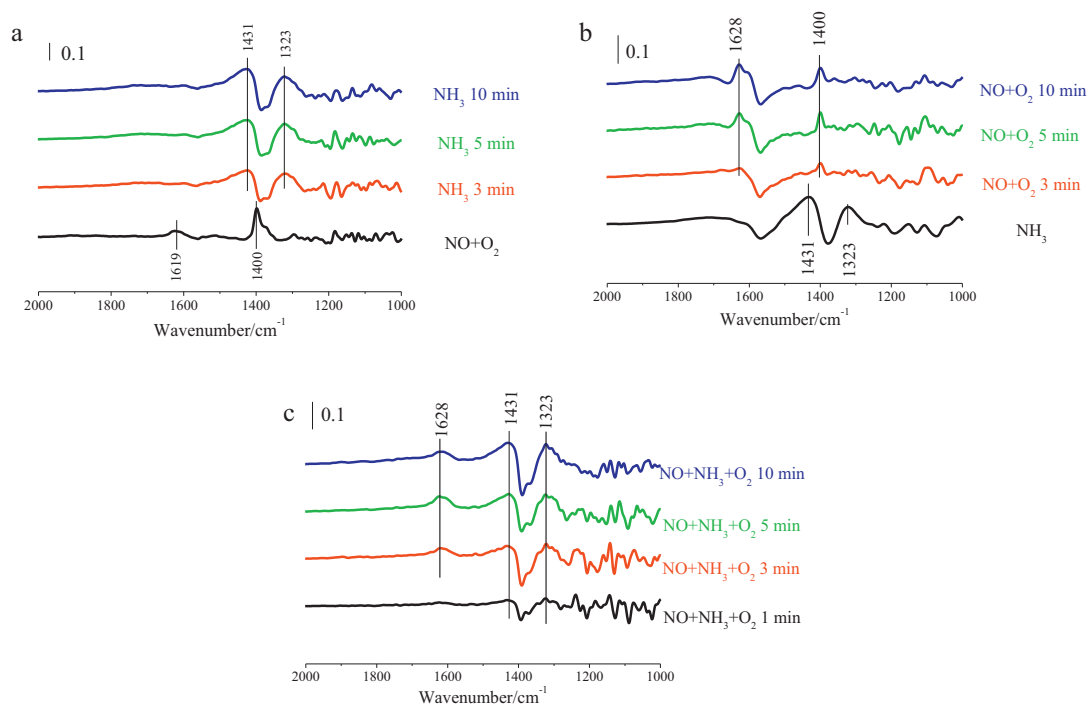 a
0.1
1431
1323
NH₃ 10 min
NH₃ 5 min
NH₃ 3 min
NO+O₂
1619
1400
2000 1800 1600 1400 1200 1000
Wavenumber/cm⁻¹
b
0.1
1628
1400
NO+O₂ 10 min
NO+O₂ 5 min
NO+O₂ 3 min
NH₃
1431
1323
2000 1800 1600 1400 1200 1000
Wavenumber/cm⁻¹
c
0.1
1628
1431
1323
NO+NH₃+O₂ 10 min
NO+NH₃+O₂ 5 min
NO+NH₃+O₂ 3 min
NO+NH₃+O₂ 1 min
2000 1800 1600 1400 1200 1000
Wavenumber/cm⁻¹